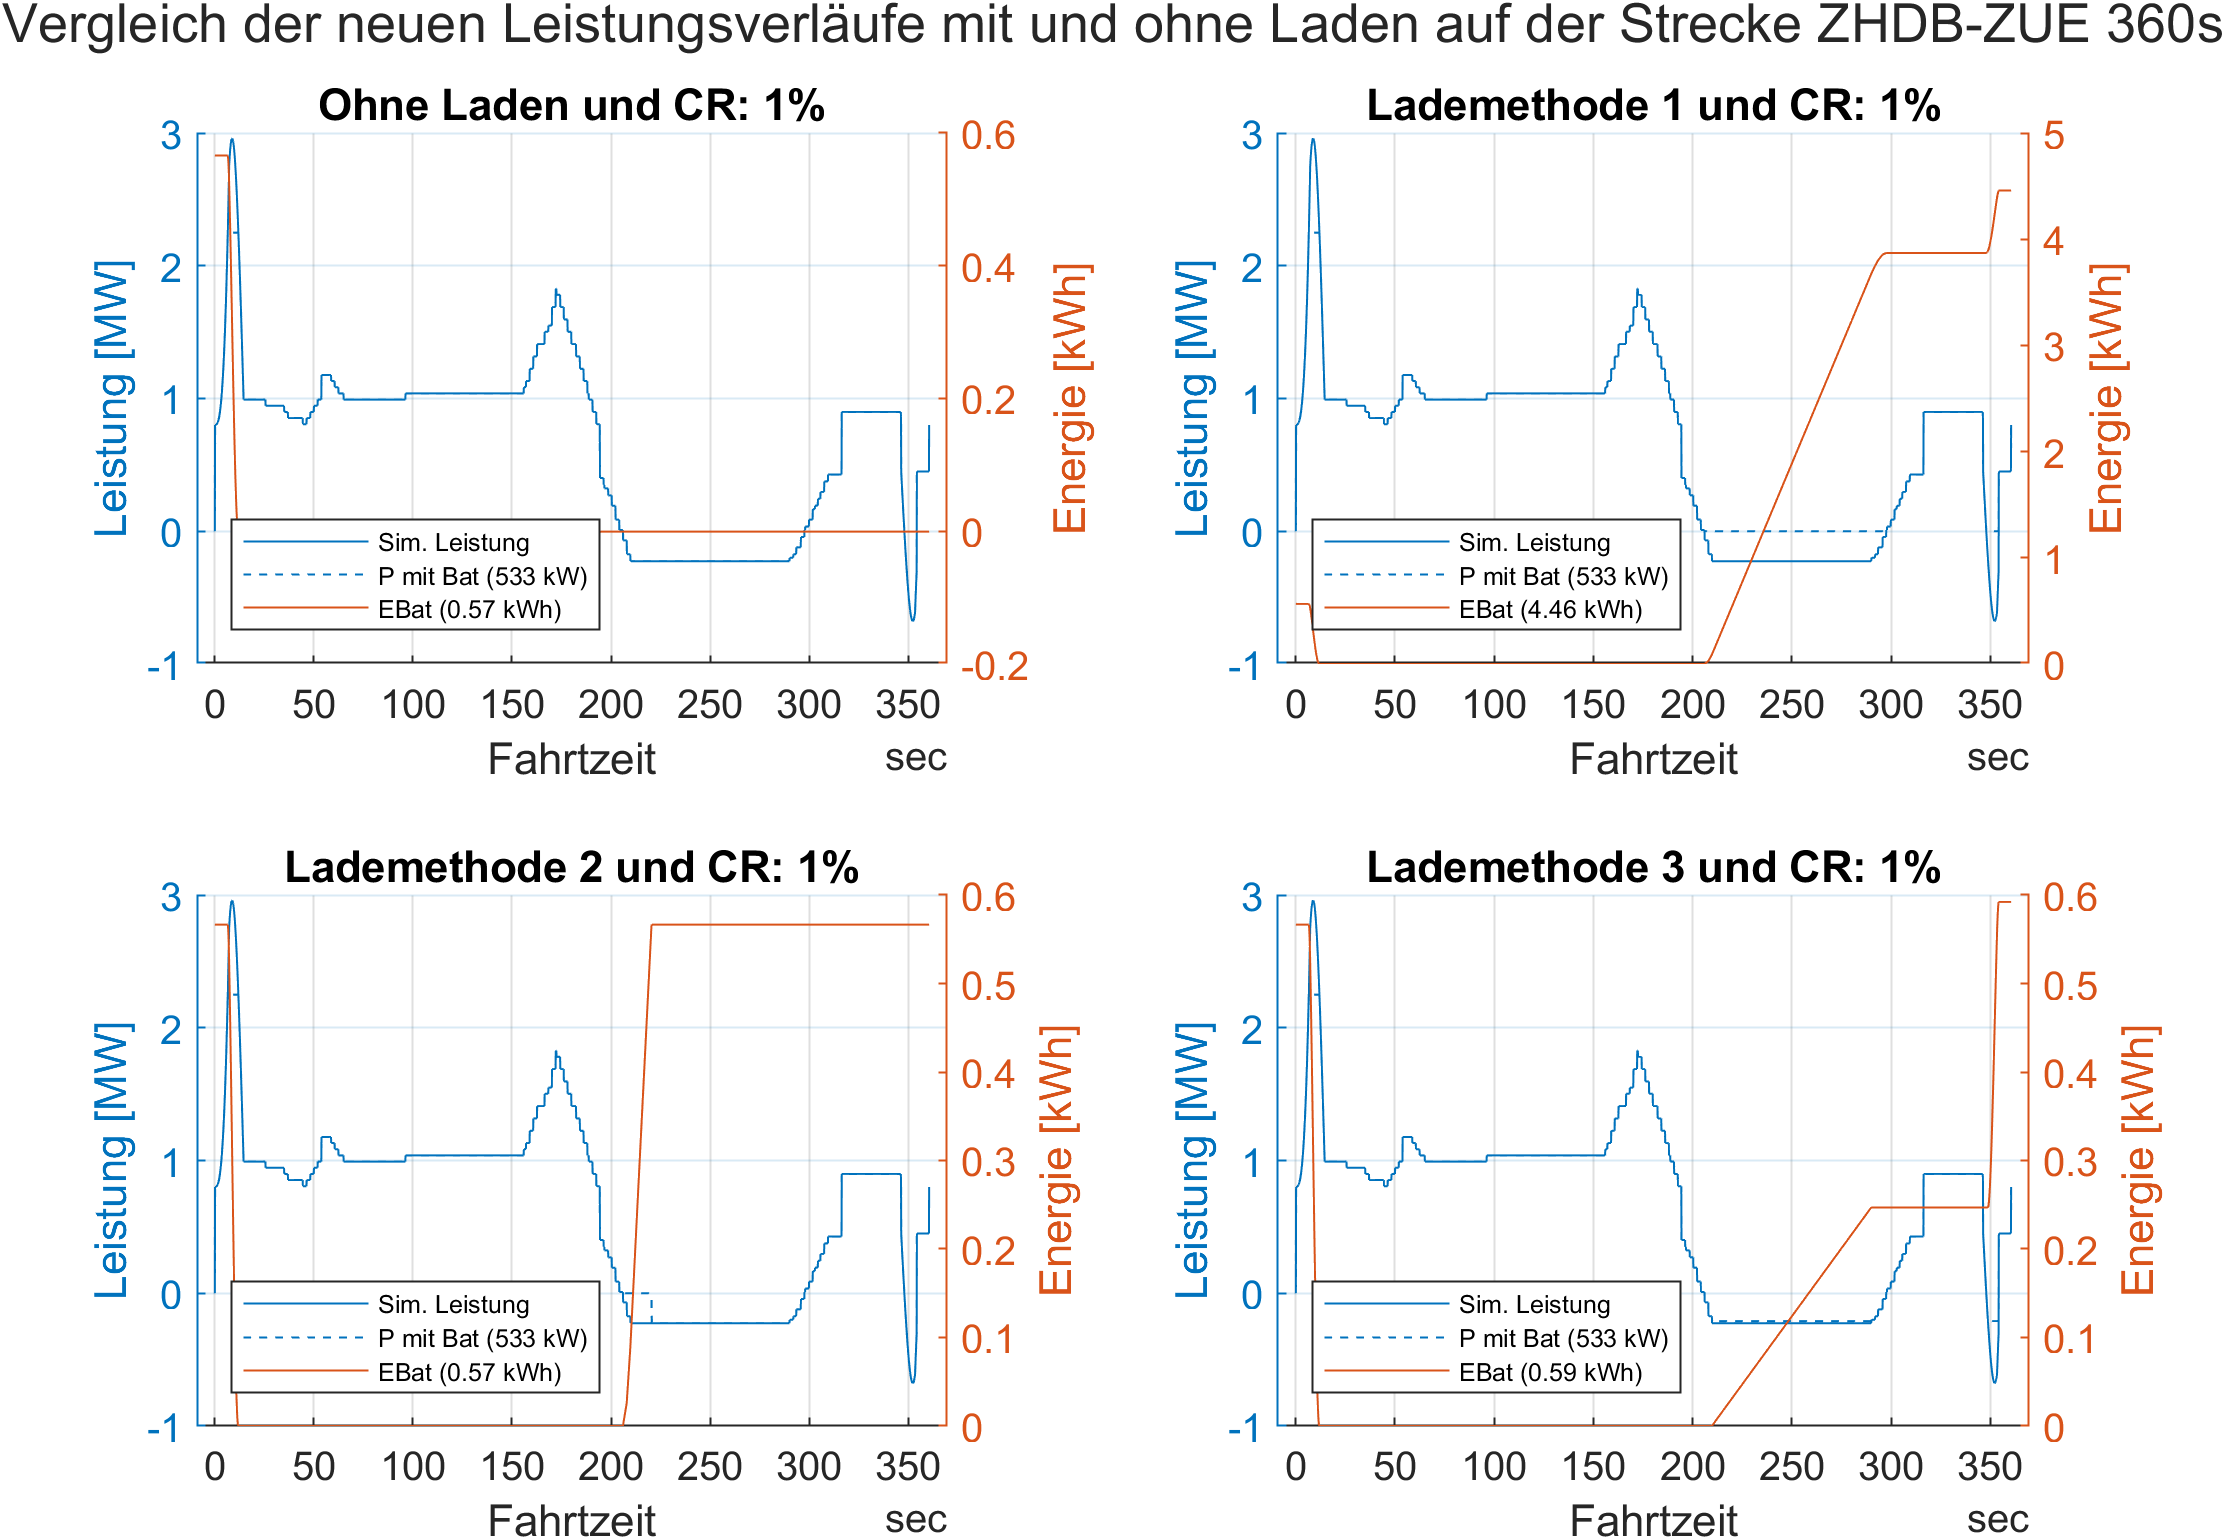 Vergleich der neuen Leistungsverläufe mit und ohne Laden auf der Strecke ZHDB-ZUE 360s
Ohne Laden und CR: 1%
Leistung [MW]
3
2
1
0
-1
Energie [kWh]
0.6
0.4
0.2
0
-0.2
Sim. Leistung
P mit Bat (533 kW)
EBat (0.57 kWh)
0 50 100 150 200 250 300 350
Fahrtzeit sec
Lademethode 1 und CR: 1%
Leistung [MW]
3
2
1
0
-1
Energie [kWh]
5
4
3
2
1
0
Sim. Leistung
P mit Bat (533 kW)
EBat (4.46 kWh)
0 50 100 150 200 250 300 350
Fahrtzeit sec
Lademethode 2 und CR: 1%
Leistung [MW]
3
2
1
0
-1
Energie [kWh]
0.6
0.5
0.4
0.3
0.2
0.1
0
Sim. Leistung
P mit Bat (533 kW)
EBat (0.57 kWh)
0 50 100 150 200 250 300 350
Fahrtzeit sec
Lademethode 3 und CR: 1%
Leistung [MW]
3
2
1
0
-1
Energie [kWh]
0.6
0.5
0.4
0.3
0.2
0.1
0
Sim. Leistung
P mit Bat (533 kW)
EBat (0.59 kWh)
0 50 100 150 200 250 300 350
Fahrtzeit sec